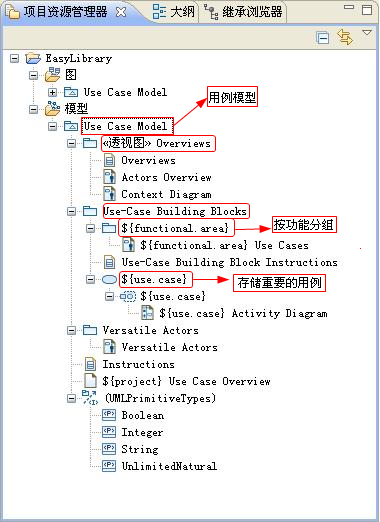 项目资源管理器 大纲 继承浏览器
EasyLibrary
图
Use Case Model
模型
Use Case Model
用例模型
«透视图» Overviews
Overviews
Actors Overview
Context Diagram
Use-Case Building Blocks
${functional.area}
按功能分组
${functional.area} Use Cases
Use-Case Building Block Instructions
${use.case}
存储重要的用例
${use.case}
${use.case} Activity Diagram
Versatile Actors
Versatile Actors
Instructions
${project} Use Case Overview
(UMLPrimitiveTypes)
<P> Boolean
<P> Integer
<P> String
<P> UnlimitedNatural